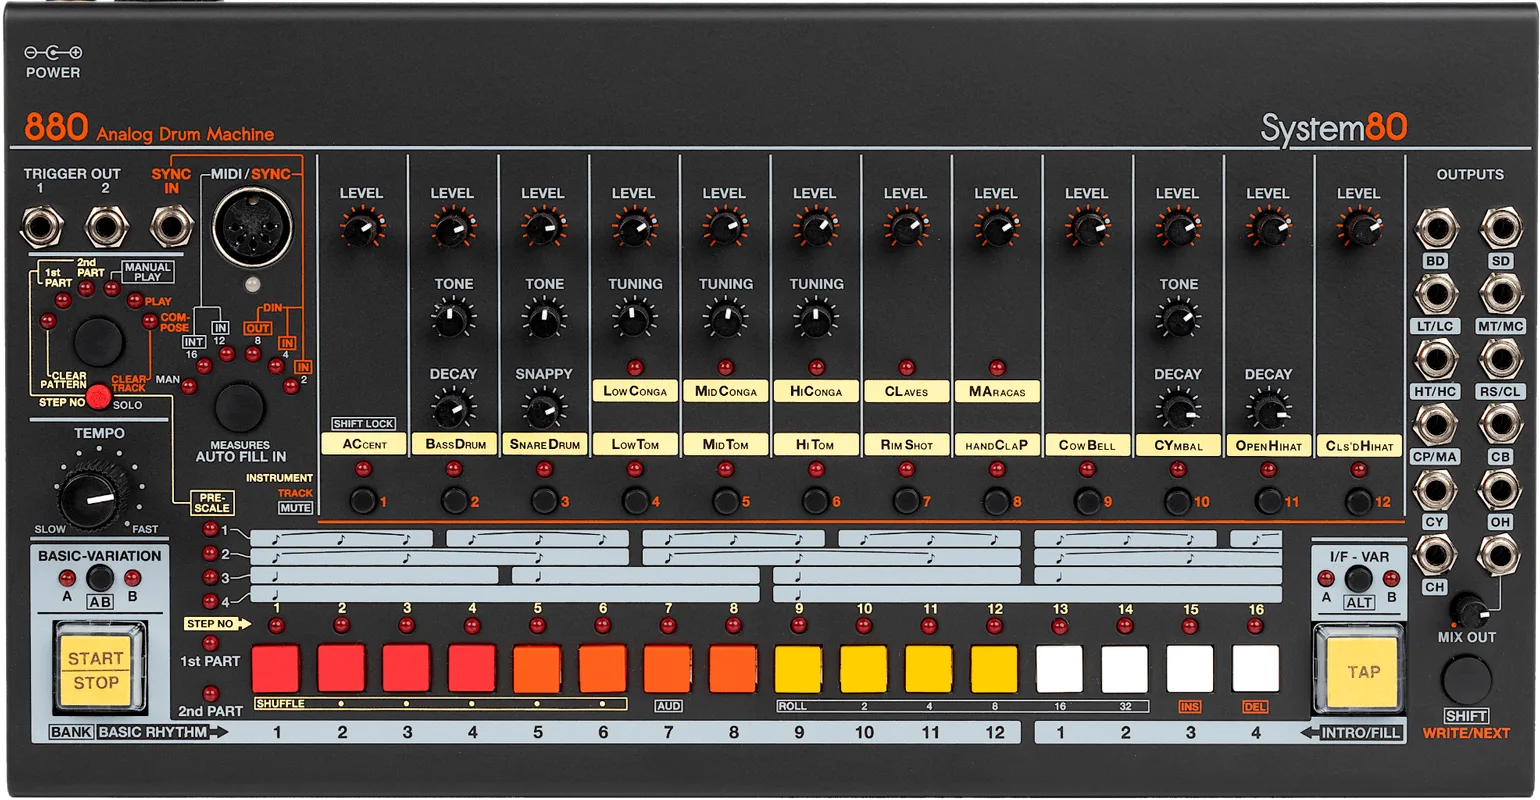 POWER
880 Analog Drum Machine
System80
TRIGGER OUT
1 2
SYNC
IN
MIDI/SYNC
2nd
PART
1st
PART
MANUAL
PLAY
PLAY
COM-
POSE
CLEAR
PATTERN
CLEAR
TRACK
STEP NO
SOLO
DIN
INT
16
IN
12
OUT
8
IN
4
IN
2
MAN
MEASURES
AUTO FILL IN
TEMPO
SLOW FAST
LEVEL LEVEL LEVEL LEVEL LEVEL LEVEL LEVEL LEVEL LEVEL LEVEL LEVEL LEVEL
TONE TONE TUNING TUNING TUNING TONE
DECAY SNAPPY DECAY DECAY
LOWCONGA MIDCONGA HICONGA CLAVES MARACAS
SHIFT LOCK
ACCENT BASSDRUM SNAREDRUM LOWTOM MIDTOM HITOM RIMSHOT HANDCLAP COWBELL CYMBAL OPENHIHAT CLS'DHIHAT
INSTRUMENT
TRACK
MUTE
1 2 3 4 5 6 7 8 9 10 11 12
OUTPUTS
BD SD
LT/LC MT/MC
HT/HC RS/CL
CP/MA CB
CY OH
CH
MIX OUT
SHIFT
WRITE/NEXT
PRE-
SCALE
1
2
3
4
BASIC-VARIATION
A AB B
START
STOP
I/F - VAR
A ALT B
TAP
1 2 3 4 5 6 7 8 9 10 11 12 13 14 15 16
STEP NO
1st PART
2nd PART
SHUFFLE AUD ROLL 2 4 8 16 32 INS DEL
BANK BASIC RHYTHM 1 2 3 4 5 6 7 8 9 10 11 12 1 2 3 4 INTRO/FILL